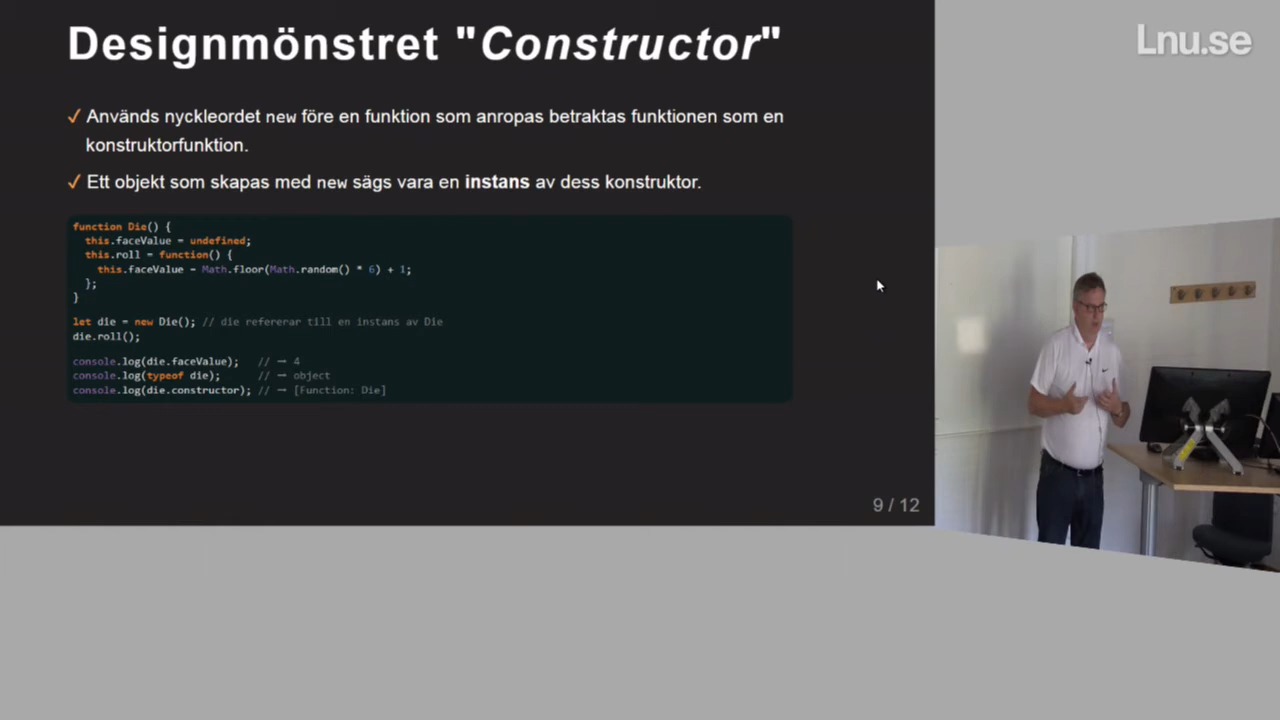 Designmönstret "Constructor"
Lnu.se
✓ Används nyckleordet new före en funktion som anropas betraktas funktionen som en
konstruktorfunktion.
✓ Ett objekt som skapas med new sägs vara en instans av dess konstruktor.
function Die() {
this.faceValue = undefined;
this.roll = function() {
this.faceValue = Math.floor(Math.random() * 6) + 1;
};
}
let die = new Die(); // die refererar till en instans av Die
die.roll();
console.log(die.faceValue); // → 4
console.log(typeof die); // → object
console.log(die.constructor); // → [Function: Die]
9 / 12